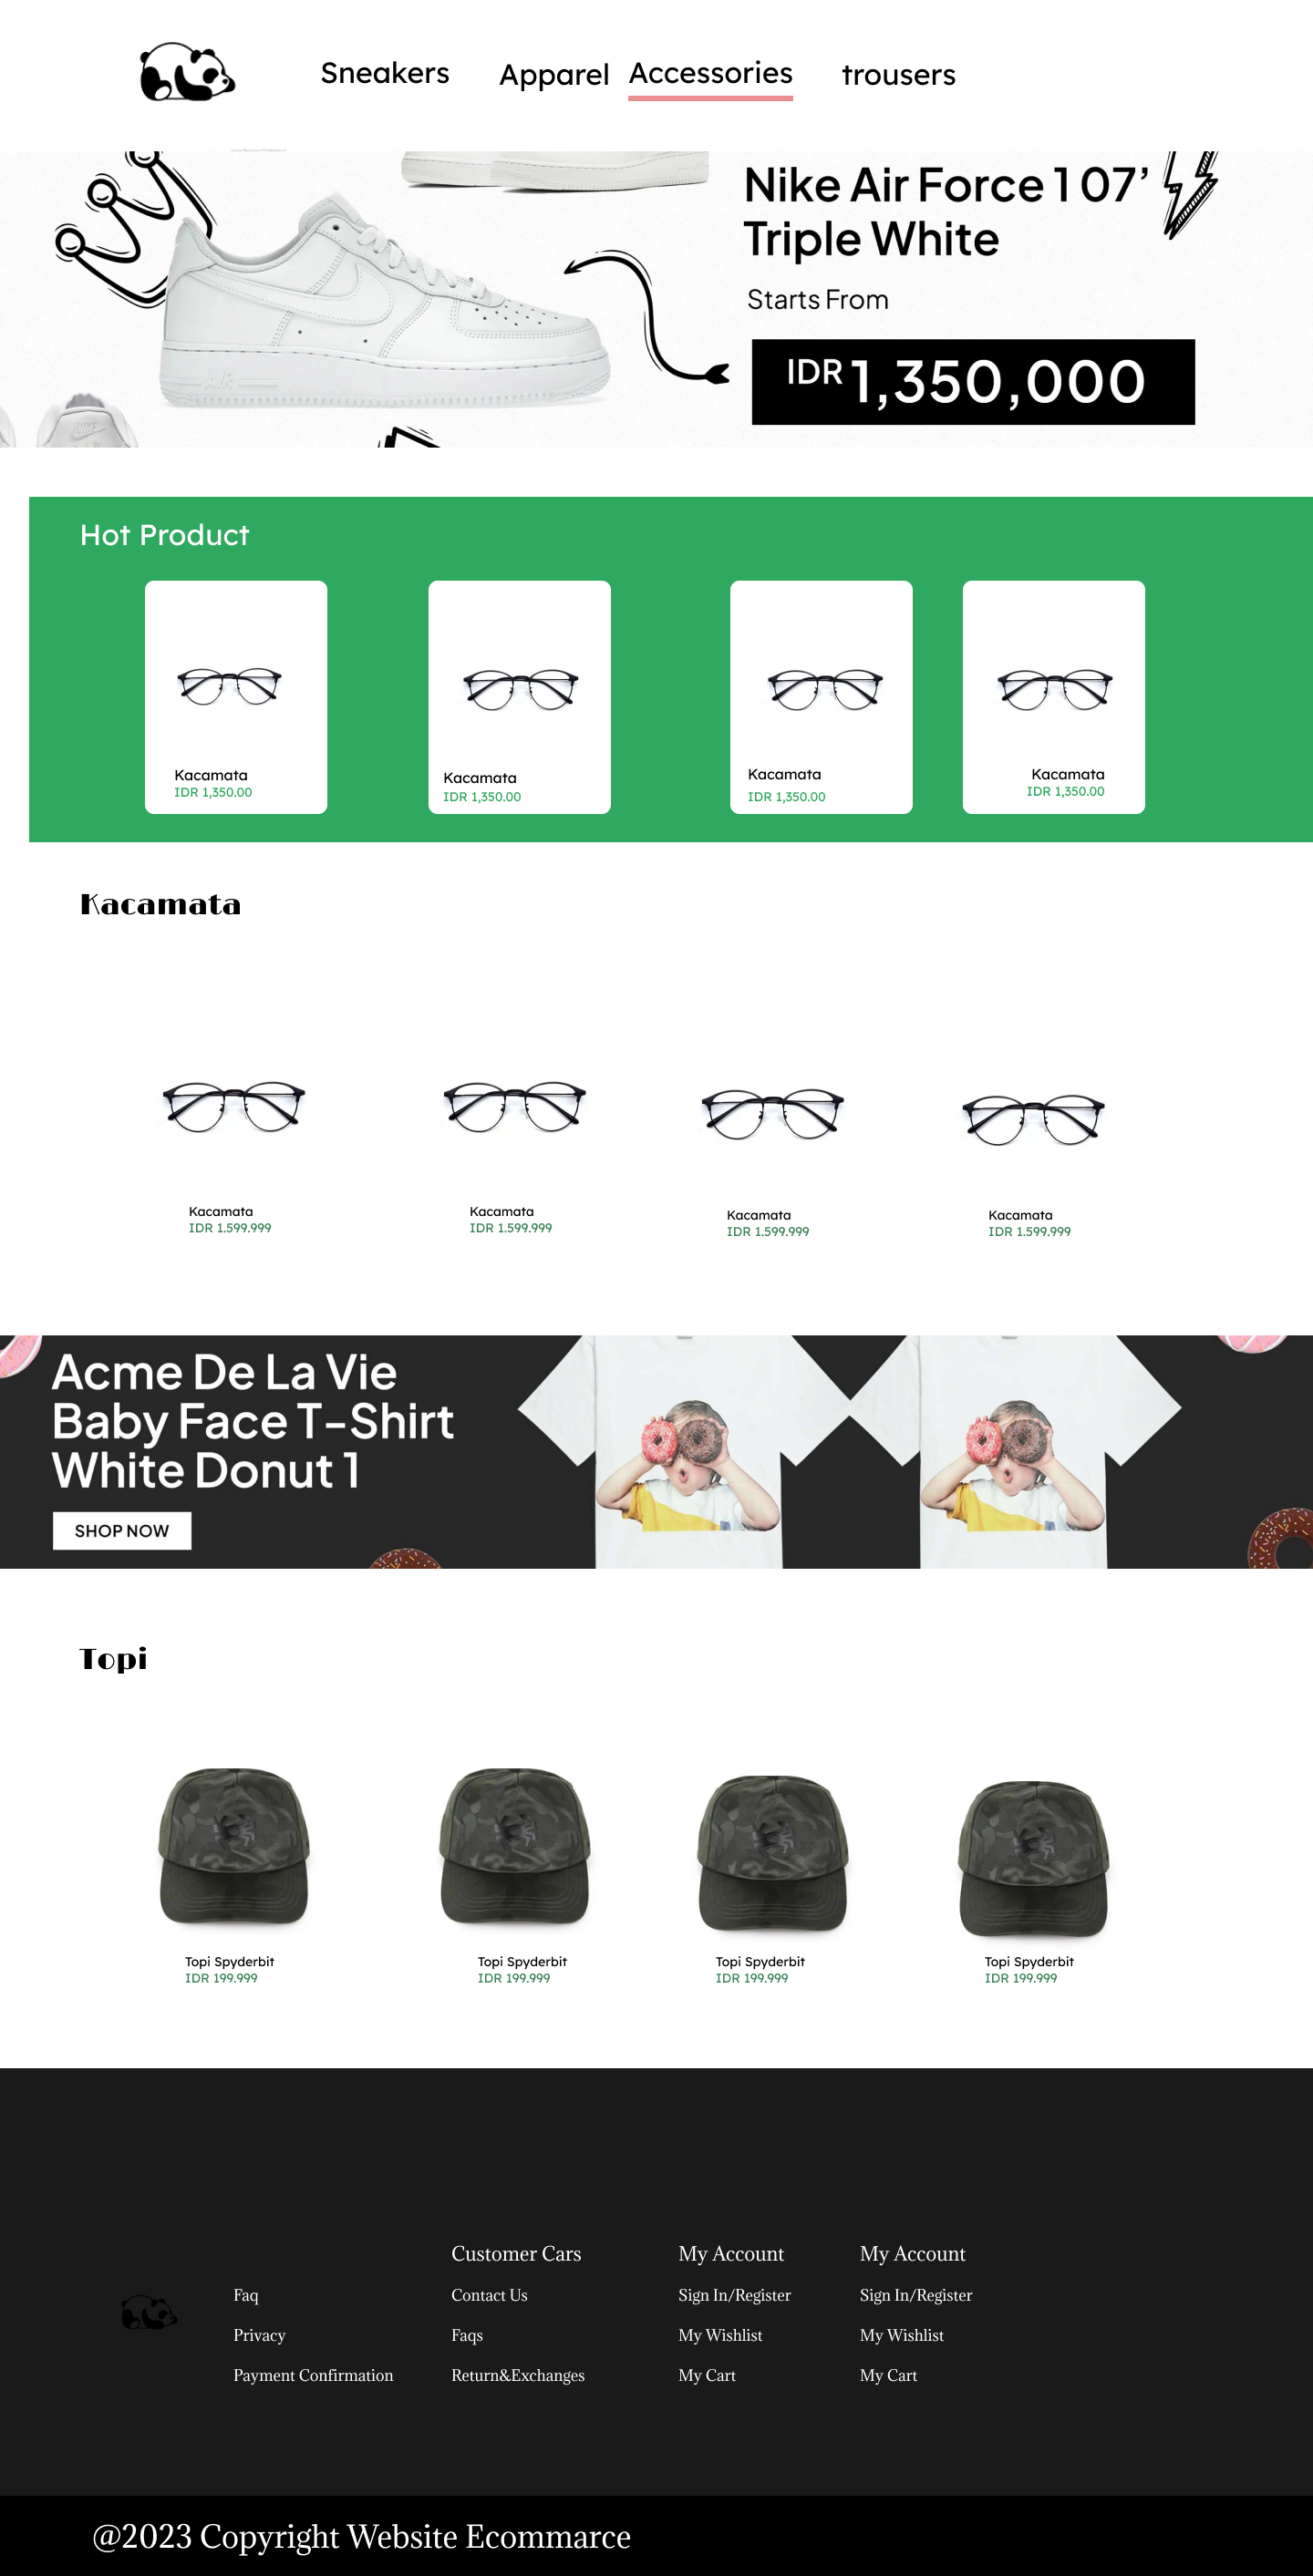 Sneakers
Apparel
Accessories
trousers
Nike Air Force 1 07’
Triple White
Starts From
IDR 1,350,000
Hot Product
Kacamata
IDR 1,350.00
Kacamata
IDR 1,350.00
Kacamata
IDR 1,350.00
Kacamata
IDR 1,350.00
Kacamata
Kacamata
IDR 1.599.999
Kacamata
IDR 1.599.999
Kacamata
IDR 1.599.999
Kacamata
IDR 1.599.999
Acme De La Vie
Baby Face T-Shirt
White Donut 1
SHOP NOW
Topi
Topi Spyderbit
IDR 199.999
Topi Spyderbit
IDR 199.999
Topi Spyderbit
IDR 199.999
Topi Spyderbit
IDR 199.999
Faq
Privacy
Payment Confirmation
Customer Cars
Contact Us
Faqs
Return&Exchanges
My Account
Sign In/Register
My Wishlist
My Cart
My Account
Sign In/Register
My Wishlist
My Cart
@2023 Copyright Website Ecommarce